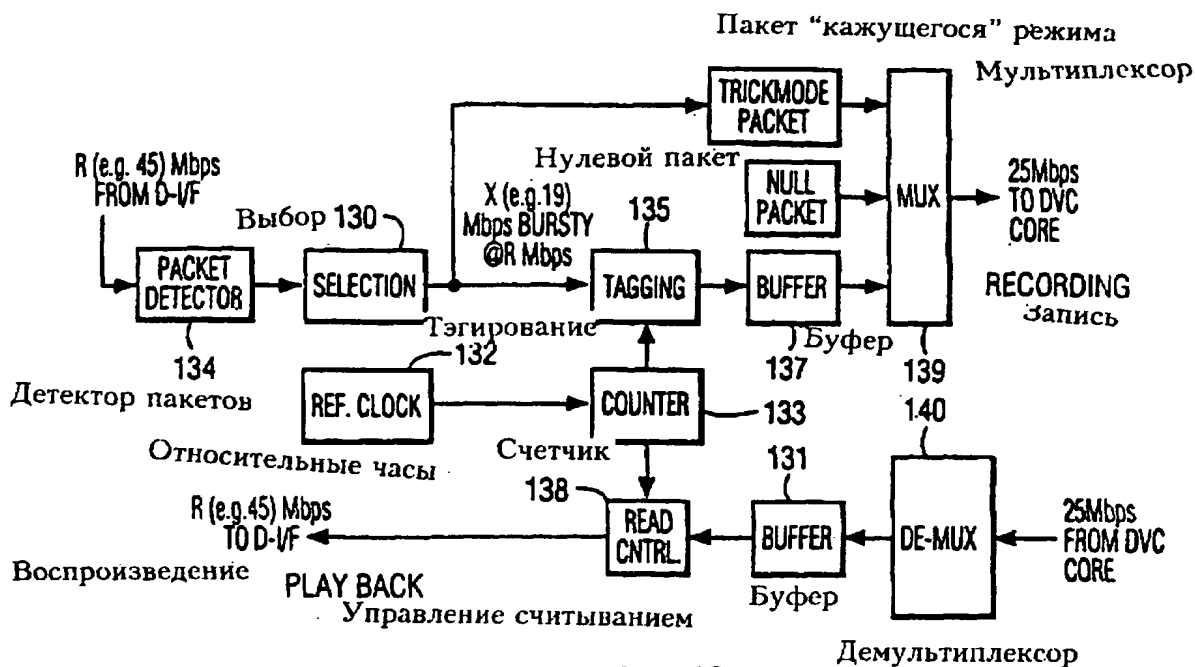 Пакет “кажущегося” режима
Мультиплексор
TRICKMODE
PACKET
R (e.g. 45) Mbps
FROM D-I/F
Нулевой пакет
X (e.g.19)
Mbps BURSTY
@R Mbps
NULL
PACKET
MUX
25Mbps
TO DVC
CORE
Выбор 130
135
PACKET
DETECTOR
SELECTION
TAGGING
BUFFER
RECORDING
Запись
Тэгирование
Буфер
134
132
137
139
Детектор пакетов
REF. CLOCK
COUNTER
133
140
Относительные часы
Счетчик
131
138
R (e.g.45) Mbps
TO D-I/F
READ
CNTRL.
BUFFER
DE-MUX
25Mbps
FROM DVC
CORE
Воспроизведение
PLAY BACK
Буфер
Управление считыванием
Демультиплексор